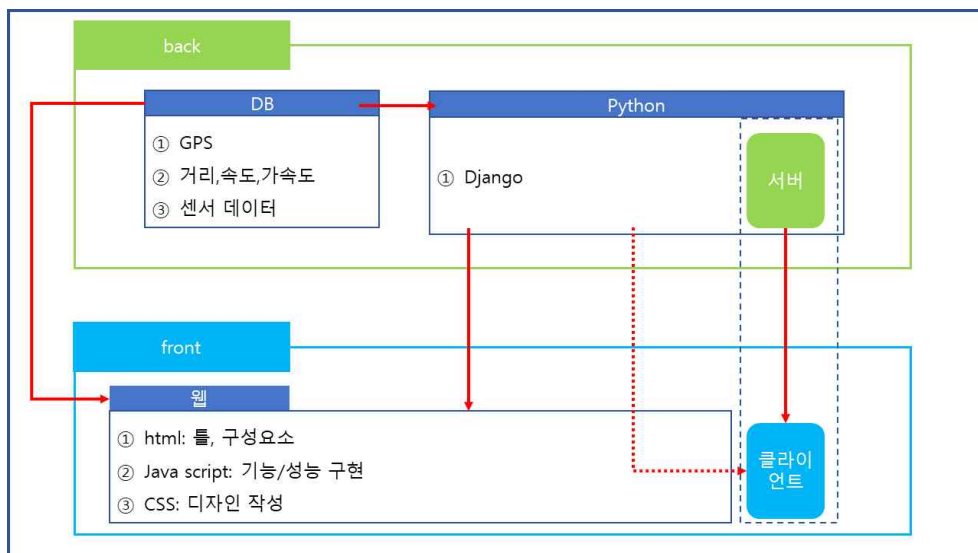 back
DB
① GPS
② 거리,속도,가속도
③ 센서 데이터
Python
① Django
서버
front
웹
① html: 틀, 구성요소
② Java script: 기능/성능 구현
③ CSS: 디자인 작성
클라이
언트